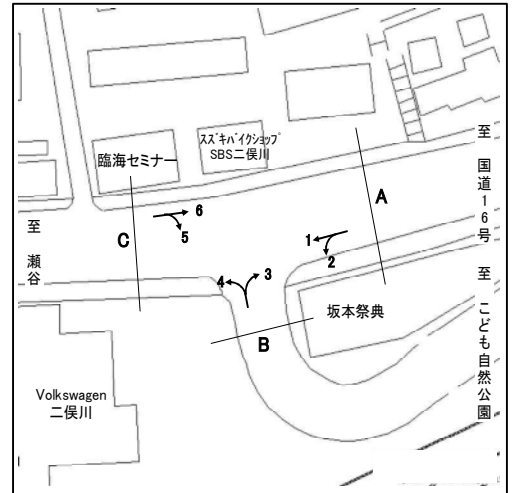 ｽｽﾞｷﾊﾞｲｸｼｮｯﾌﾟ
SBS二俣川
臨海セミナー
至 国道16号
至 瀬谷
A
C
6
5
1
2
4
3
B
坂本祭典
至 こども自然公園
Volkswagen
二俣川